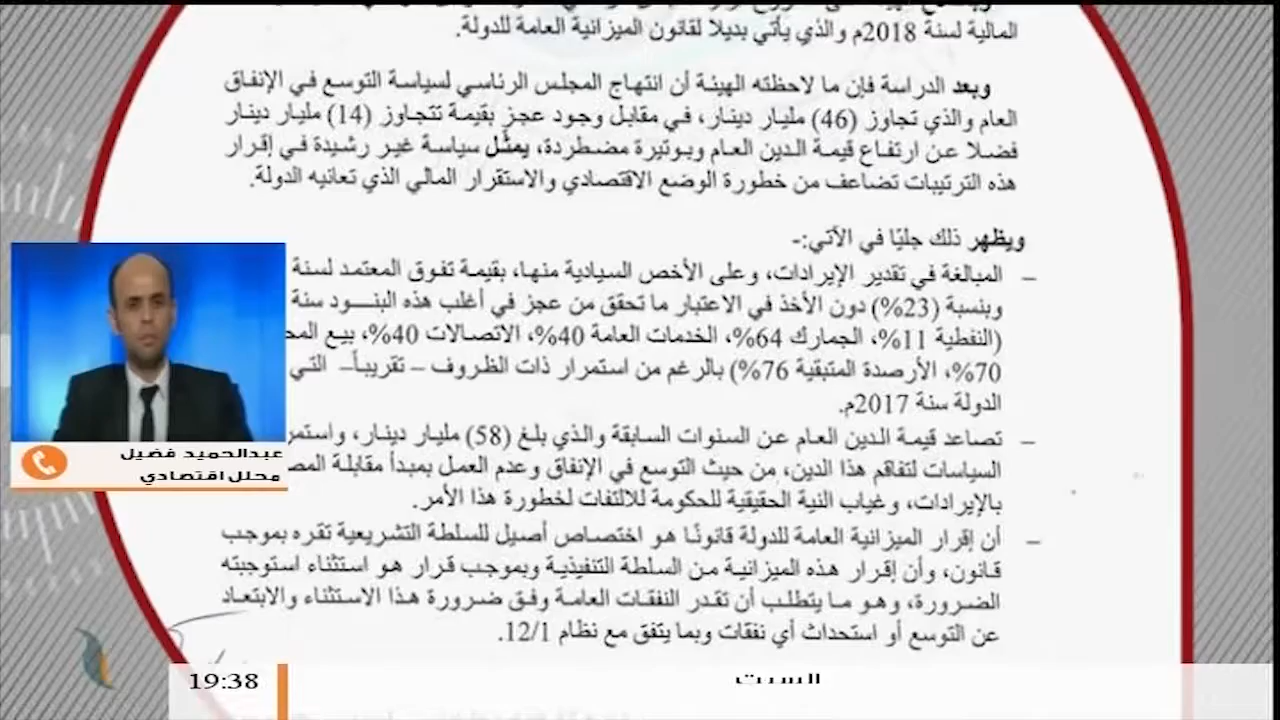 المالية لسنة 2018م والذي يأتي بديلا لقانون الميزانية العامة للدولة.
وبعد الدراسة فإن ما لاحظته الهيئة أن انتهاج المجلس الرئاسي لسياسة التوسع في الإنفاق
العام والذي تجاوز (46) مليار دينار، في مقابل وجود عجز بقيمة تتجاوز (14) مليار دينار
فضلا عن ارتفاع قيمة الدين العام وبوتيرة مضطردة، يمثل سياسة غير رشيدة في إقرار
هذه الترتيبات تضاعف من خطورة الوضع الاقتصادي والاستقرار المالي الذي تعانيه الدولة.
ويظهر ذلك جليًا في الآتي:-
– المبالغة في تقدير الإيرادات، وعلى الأخص السيادية منها، بقيمة تفوق المعتمد لسنة
وبنسبة (23%) دون الأخذ في الاعتبار ما تحقق من عجز في أغلب هذه البنود سنة
(النفطية 11%، الجمارك 64%، الخدمات العامة 40%، الاتصالات 40%، بيع
70%، الأرصدة المتبقية 76%) بالرغم من استمرار ذات الظروف – تقريباً– التي
الدولة سنة 2017م.
– تصاعد قيمة الدين العام عن السنوات السابقة والذي بلغ (58) مليار دينار،
السياسات لتفاقم هذا الدين، من حيث التوسع في الإنفاق وعدم العمل بمبدأ مقابلة
بالإيرادات، وغياب النية الحقيقية للحكومة للالتفات لخطورة هذا الأمر.
– أن إقرار الميزانية العامة للدولة قانونًا هو اختصاص أصيل للسلطة التشريعية تقره بموجب
قانون، وأن إقرار هذه الميزانية من السلطة التنفيذية وبموجب قرار هو استثناء استوجبته
الضرورة، وهو ما يتطلب أن تقدر النفقات العامة وفق ضرورة هذا الاستثناء والابتعاد
عن التوسع أو استحداث أي نفقات وبما يتفق مع نظام 12/1.
عبدالحميد فضيل
محلل اقتصادي
19:38
السبت